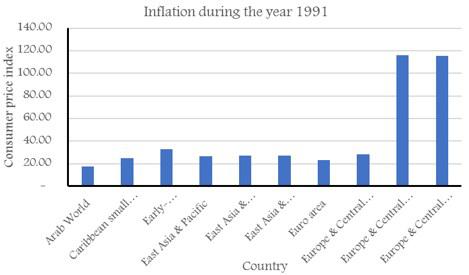 Inflation during the year 1991
Consumer price index
140.00
120.00
100.00
80.00
60.00
40.00
20.00
-
Arab World
Caribbean small...
Early-...
East Asia & Pacific
East Asia &...
East Asia &...
Euro area
Europe & Central...
Europe & Central...
Europe & Central...
Country